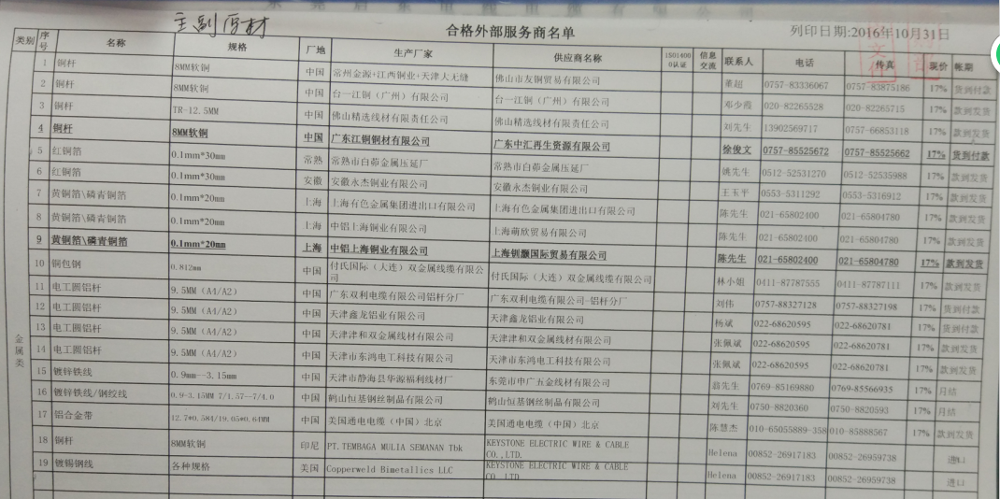 主副原材
合格外部服务商名单
列印日期:2016年10月31日
类别 序号 名称 规格 厂地 生产厂家 供应商名称 ISO14000认证 信息交流 联系人 电话 传真 现价 帐期
金属类
1 铜杆 8MM软铜 中国 常州金源+江西铜业+天津大无缝 佛山市友铜贸易有限公司 董超 0757-83336067 0757-83875186 17% 货到付款
2 铜杆 8MM软铜 中国 台一江铜（广州）有限公司 台一江铜（广州）有限公司 邓少霞 020-82265528 020-82265715 17% 款到发货
3 铜杆 TR-12.5MM 中国 佛山精选线材有限责任公司 佛山精选线材有限责任公司 刘先生 13902569717 0757-66853118 17% 款到发货
4 铜杆 8MM软铜 中国 广东江铜铜材有限公司 广东中汇再生资源有限公司 徐俊文 0757-85525672 0757-85525662 17% 货到付款
5 红铜箔 0.1mm*30mm 常熟 常熟市白茆金属压延厂 常熟市白茆金属压延厂 姚先生 0512-52531270 0512-52535988 17% 款到发货
6 红铜箔 0.1mm*30mm 安徽 安徽永杰铜业有限公司 安徽永杰铜业有限公司 王玉平 0553-5311292 0553-5316912 17% 款到发货
7 黄铜箔\磷青铜箔 0.1mm*20mm 上海 上海有色金属集团进出口有限公司 上海有色金属集团进出口有限公司 陈先生 021-65802400 021-65804780 17% 款到发货
8 黄铜箔\磷青铜箔 0.1mm*20mm 上海 中铝上海铜业有限公司 上海萌欣贸易有限公司 陈先生 021-65802400 021-65804780 17% 款到发货
9 黄铜箔\磷青铜箔 0.1mm*20mm 上海 中铝上海铜业有限公司 上海钏灏国际贸易有限公司 陈先生 021-65802400 021-65804780 17% 款到发货
10 铜包钢 0.812mm 中国 付氏国际（大连）双金属线缆有限公司 付氏国际（大连）双金属线缆有限公司 林小姐 0411-87787555 0411-87787111 17% 款到发货
11 电工圆铝杆 9.5MM（A4/A2） 中国 广东双利电缆有限公司铝杆分厂 广东双利电缆有限公司-铝杆分厂 刘伟 0757-88327128 0757-88327198 17% 货到付款
12 电工圆铝杆 9.5MM（A4/A2） 中国 天津鑫龙铝业有限公司 天津鑫龙铝业有限公司 杨斌 022-68620595 022-68620781 17% 货到付款
13 电工圆铝杆 9.5MM（A4/A2） 中国 天津津和双金属线材有限公司 天津津和双金属线材有限公司 张佩斌 022-68620595 022-68620781 17% 款到发货
14 电工圆铝杆 9.5MM（A4/A2） 中国 天津市东鸿电工科技有限公司 天津市东鸿电工科技有限公司 张佩斌 022-68620595 022-68620781 17% 款到发货
15 镀锌铁线 0.9mm--3.15mm 中国 天津市静海县华源福利线材厂 东莞市中广五金线材有限公司 翁先生 0769-85169880 0769-85566935 17% 月结
16 镀锌铁线/钢绞线 0.9-3.15MM 7/1.57--7/4.0 中国 鹤山恒基钢丝制品有限公司 鹤山恒基钢丝制品有限公司 刘先生 0750-8820360 0750-8820593 17% 月结
17 铝合金带 12.7*0.584/19.05*0.64MM 中国 美国通电电缆（中国）北京 美国通电电缆（中国）北京 陈慧杰 010-65055889-358 010-85888567 17% 款到发货
18 铜杆 8MM软铜 印尼 PT.TEMBAGA MULIA SEMANAN Tbk KEYSTONE ELECTRIC WIRE & CABLE CO.,LTD. Helena 00852-26917183 00852-26959738 进口
19 镀锡铜线 各种规格 美国 Copperweld Bimetallics LLC KEYSTONE ELECTRIC WIRE & CABLE CO.,LTD. Helena 00852-26917183 00852-26959738 进口